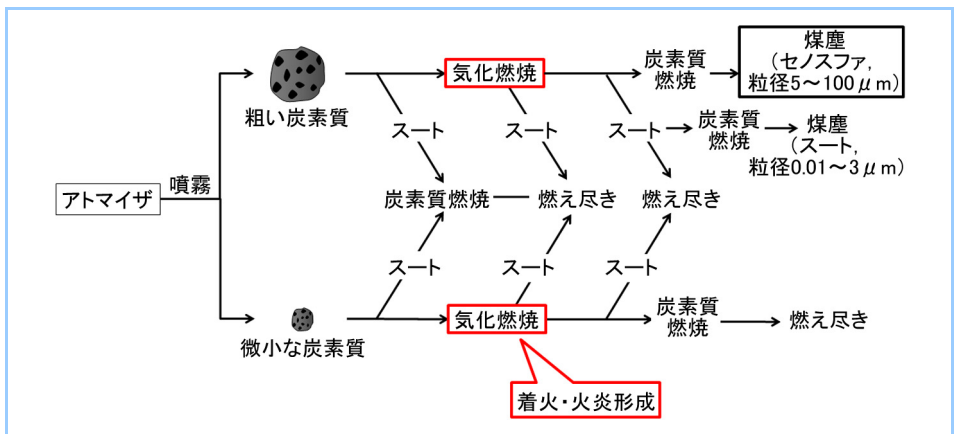 アトマイザ
噴霧
粗い炭素質
気化燃焼
炭素質
燃焼
煤塵
(セノスファ,
粒径5～100μm)
スート
スート
スート
炭素質
燃焼
煤塵
(スート,
粒径0.01～3μm)
炭素質燃焼
燃え尽き
燃え尽き
スート
スート
スート
微小な炭素質
気化燃焼
炭素質
燃焼
燃え尽き
着火・火炎形成